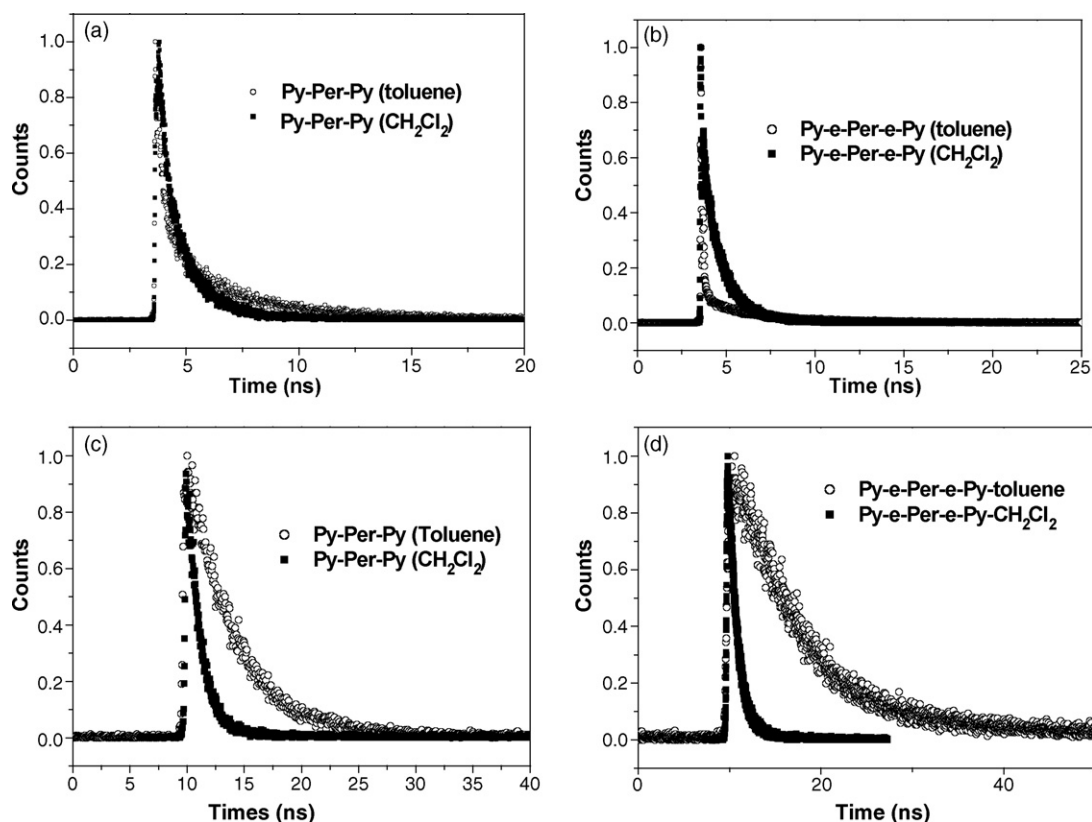 (a)
Py-Per-Py (toluene)
Py-Per-Py (CH₂Cl₂)
Counts
1.0
0.8
0.6
0.4
0.2
0.0
0 5 10 15 20
Time (ns)
(b)
Py-e-Per-e-Py (toluene)
Py-e-Per-e-Py (CH₂Cl₂)
Counts
1.0
0.8
0.6
0.4
0.2
0.0
0 5 10 15 20 25
Time (ns)
(c)
Py-Per-Py (Toluene)
Py-Per-Py (CH₂Cl₂)
Counts
1.0
0.8
0.6
0.4
0.2
0.0
0 5 10 15 20 25 30 35 40
Times (ns)
(d)
Py-e-Per-e-Py-toluene
Py-e-Per-e-Py-CH₂Cl₂
Counts
1.0
0.8
0.6
0.4
0.2
0.0
0 20 40
Time (ns)